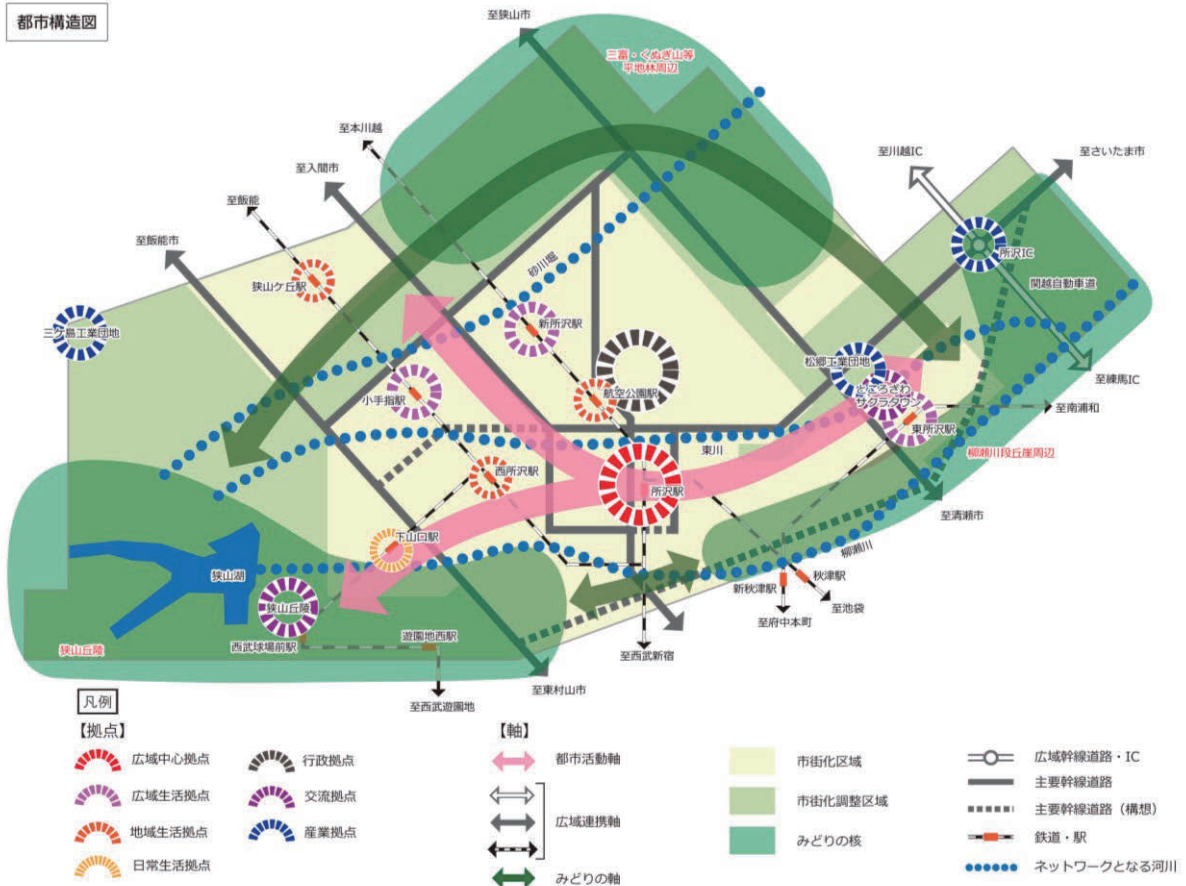 都市構造図
至狭山市
三富・くぬぎ山等
平地林周辺
至本川越
至川越IC
至さいたま市
至入間市
至飯能
至飯能市
所沢IC
砂川堀
狭山ケ丘駅
関越自動車道
新所沢駅
三ケ島工業団地
松郷工業団地
航空公園駅
ところざわ
サクラタウン
至練馬IC
小手指駅
至南浦和
東所沢駅
東川
柳瀬川段丘崖周辺
西所沢駅
所沢駅
至清瀬市
下山口駅
柳瀬川
狭山湖
秋津駅
新秋津駅
至池袋
狭山丘陵
至府中本町
遊園地西駅
西武球場前駅
狭山丘陵
至西武新宿
至東村山市
至西武遊園地
凡例
【拠点】
広域中心拠点
広域生活拠点
地域生活拠点
日常生活拠点
行政拠点
交流拠点
産業拠点
【軸】
都市活動軸
広域連携軸
みどりの軸
市街化区域
市街化調整区域
みどりの核
広域幹線道路・IC
主要幹線道路
主要幹線道路（構想）
鉄道・駅
ネットワークとなる河川